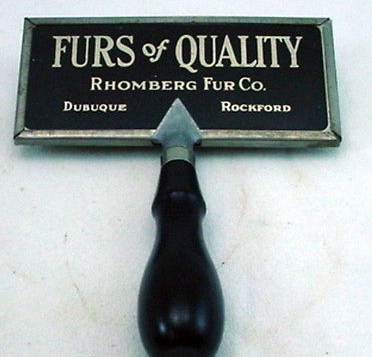 FURS of QUALITY
RHOMBERG FUR CO.
DUBUQUE ROCKFORD